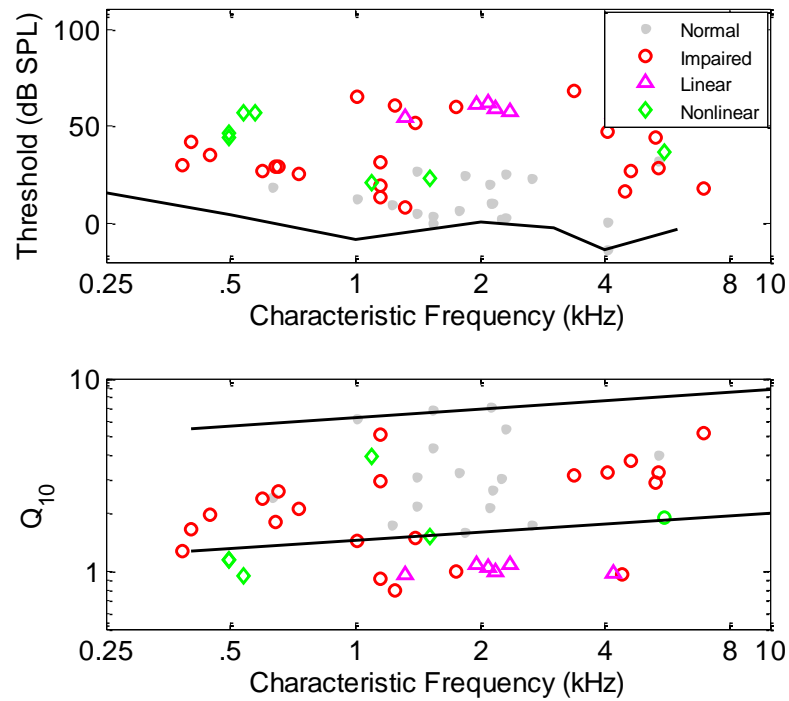 Threshold (dB SPL)
100
50
0
Normal
Impaired
Linear
Nonlinear
0.25 .5 1 2 4 8 10
Characteristic Frequency (kHz)
Q10
10
1
0.25 .5 1 2 4 8 10
Characteristic Frequency (kHz)